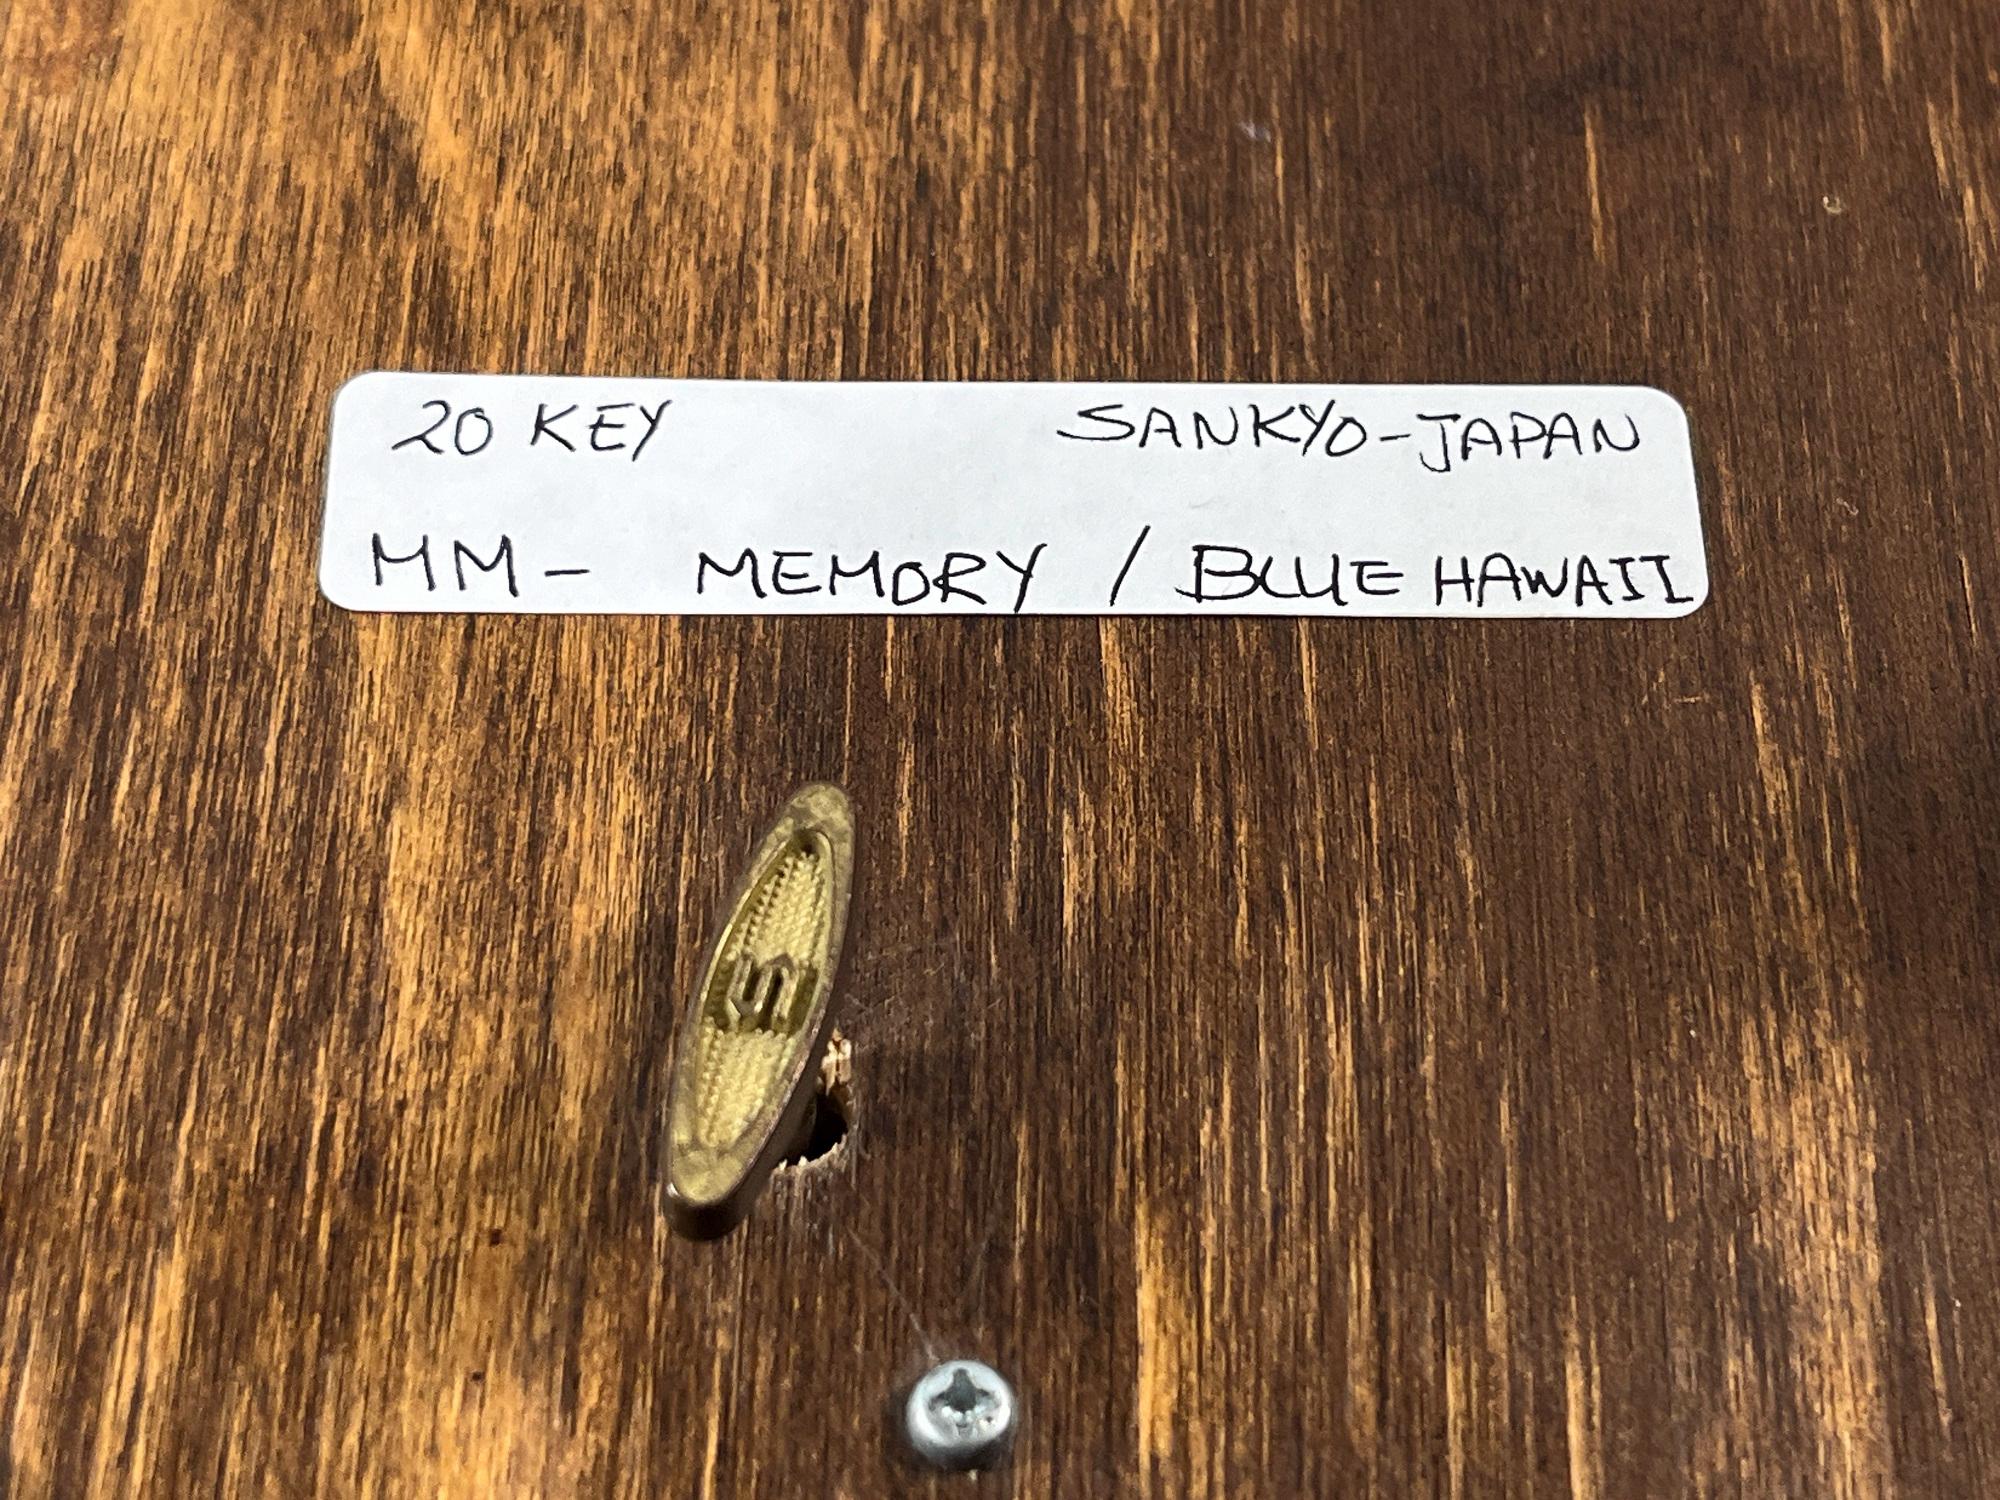 20 KEY SANKYO-JAPAN
MM- MEMORY / BLUE HAWAII
S